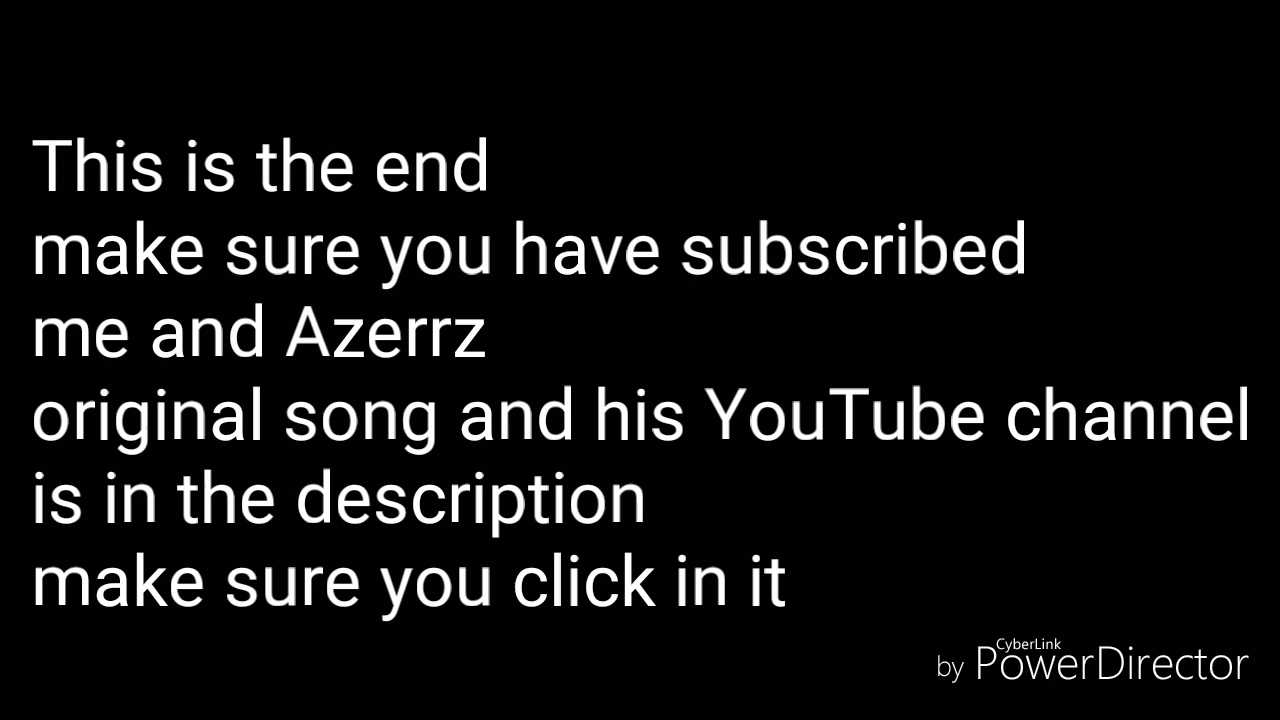 This is the end
make sure you have subscribed
me and Azerrz
original song and his YouTube channel
is in the description
make sure you click in it
by CyberLink PowerDirector